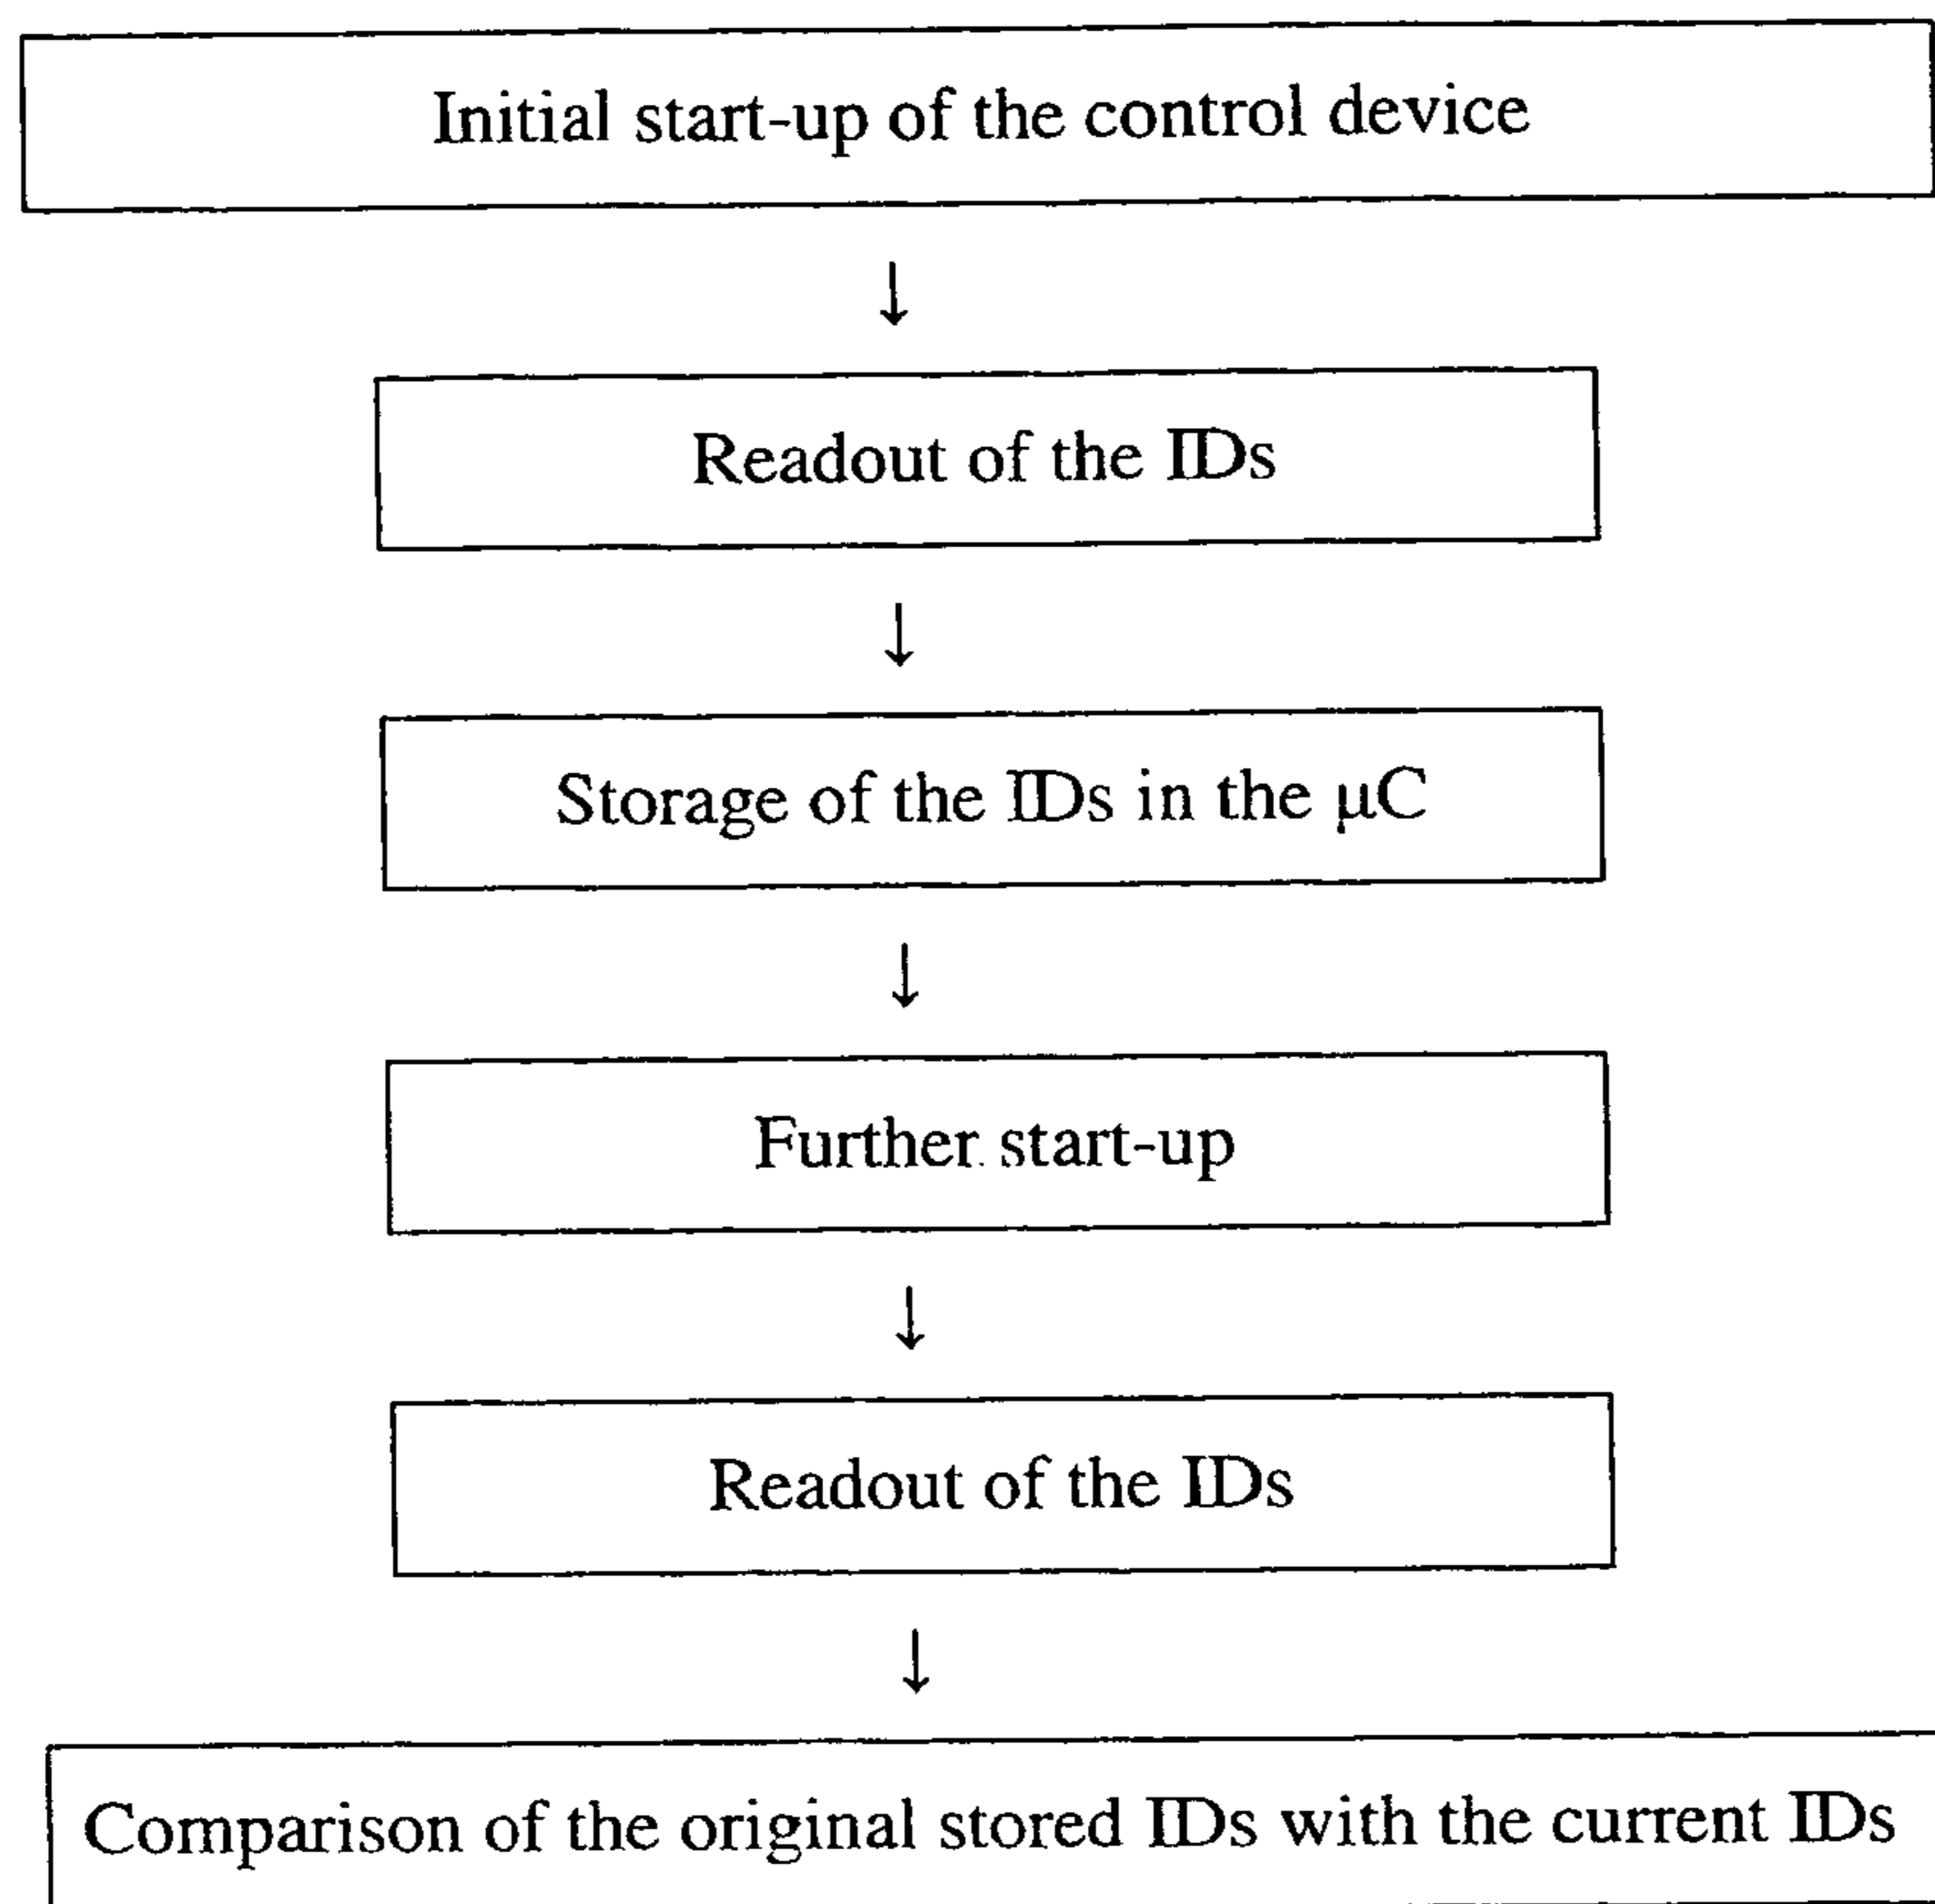 Initial start-up of the control device
↓
Readout of the IDs
↓
Storage of the IDs in the µC
↓
Further start-up
↓
Readout of the IDs
↓
Comparison of the original stored IDs with the current IDs